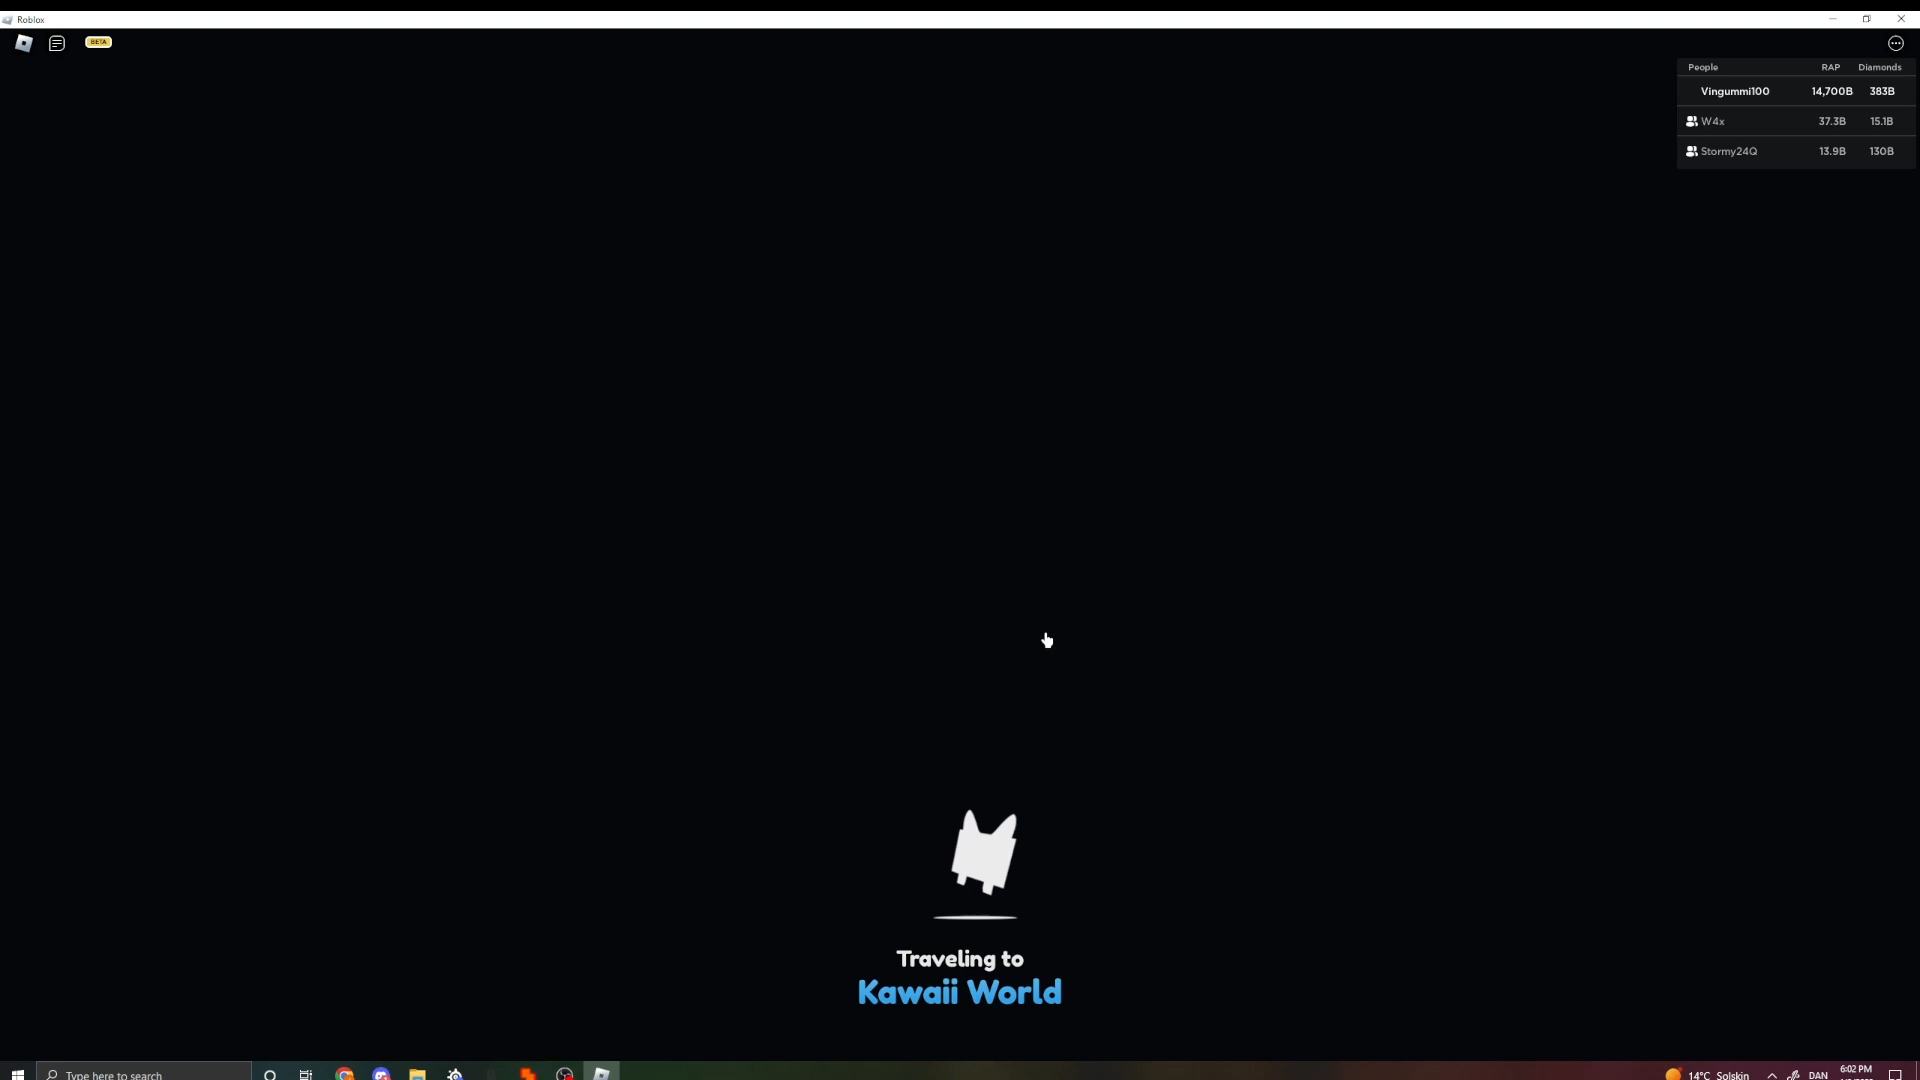 Roblox
BETA
People RAP Diamonds
Vingummi100 14,700B 383B
W4x 37.3B 15.1B
Stormy24Q 13.9B 130B
Traveling to
Kawaii World
Type here to search
14°C Solskin
DAN
6:02 PM